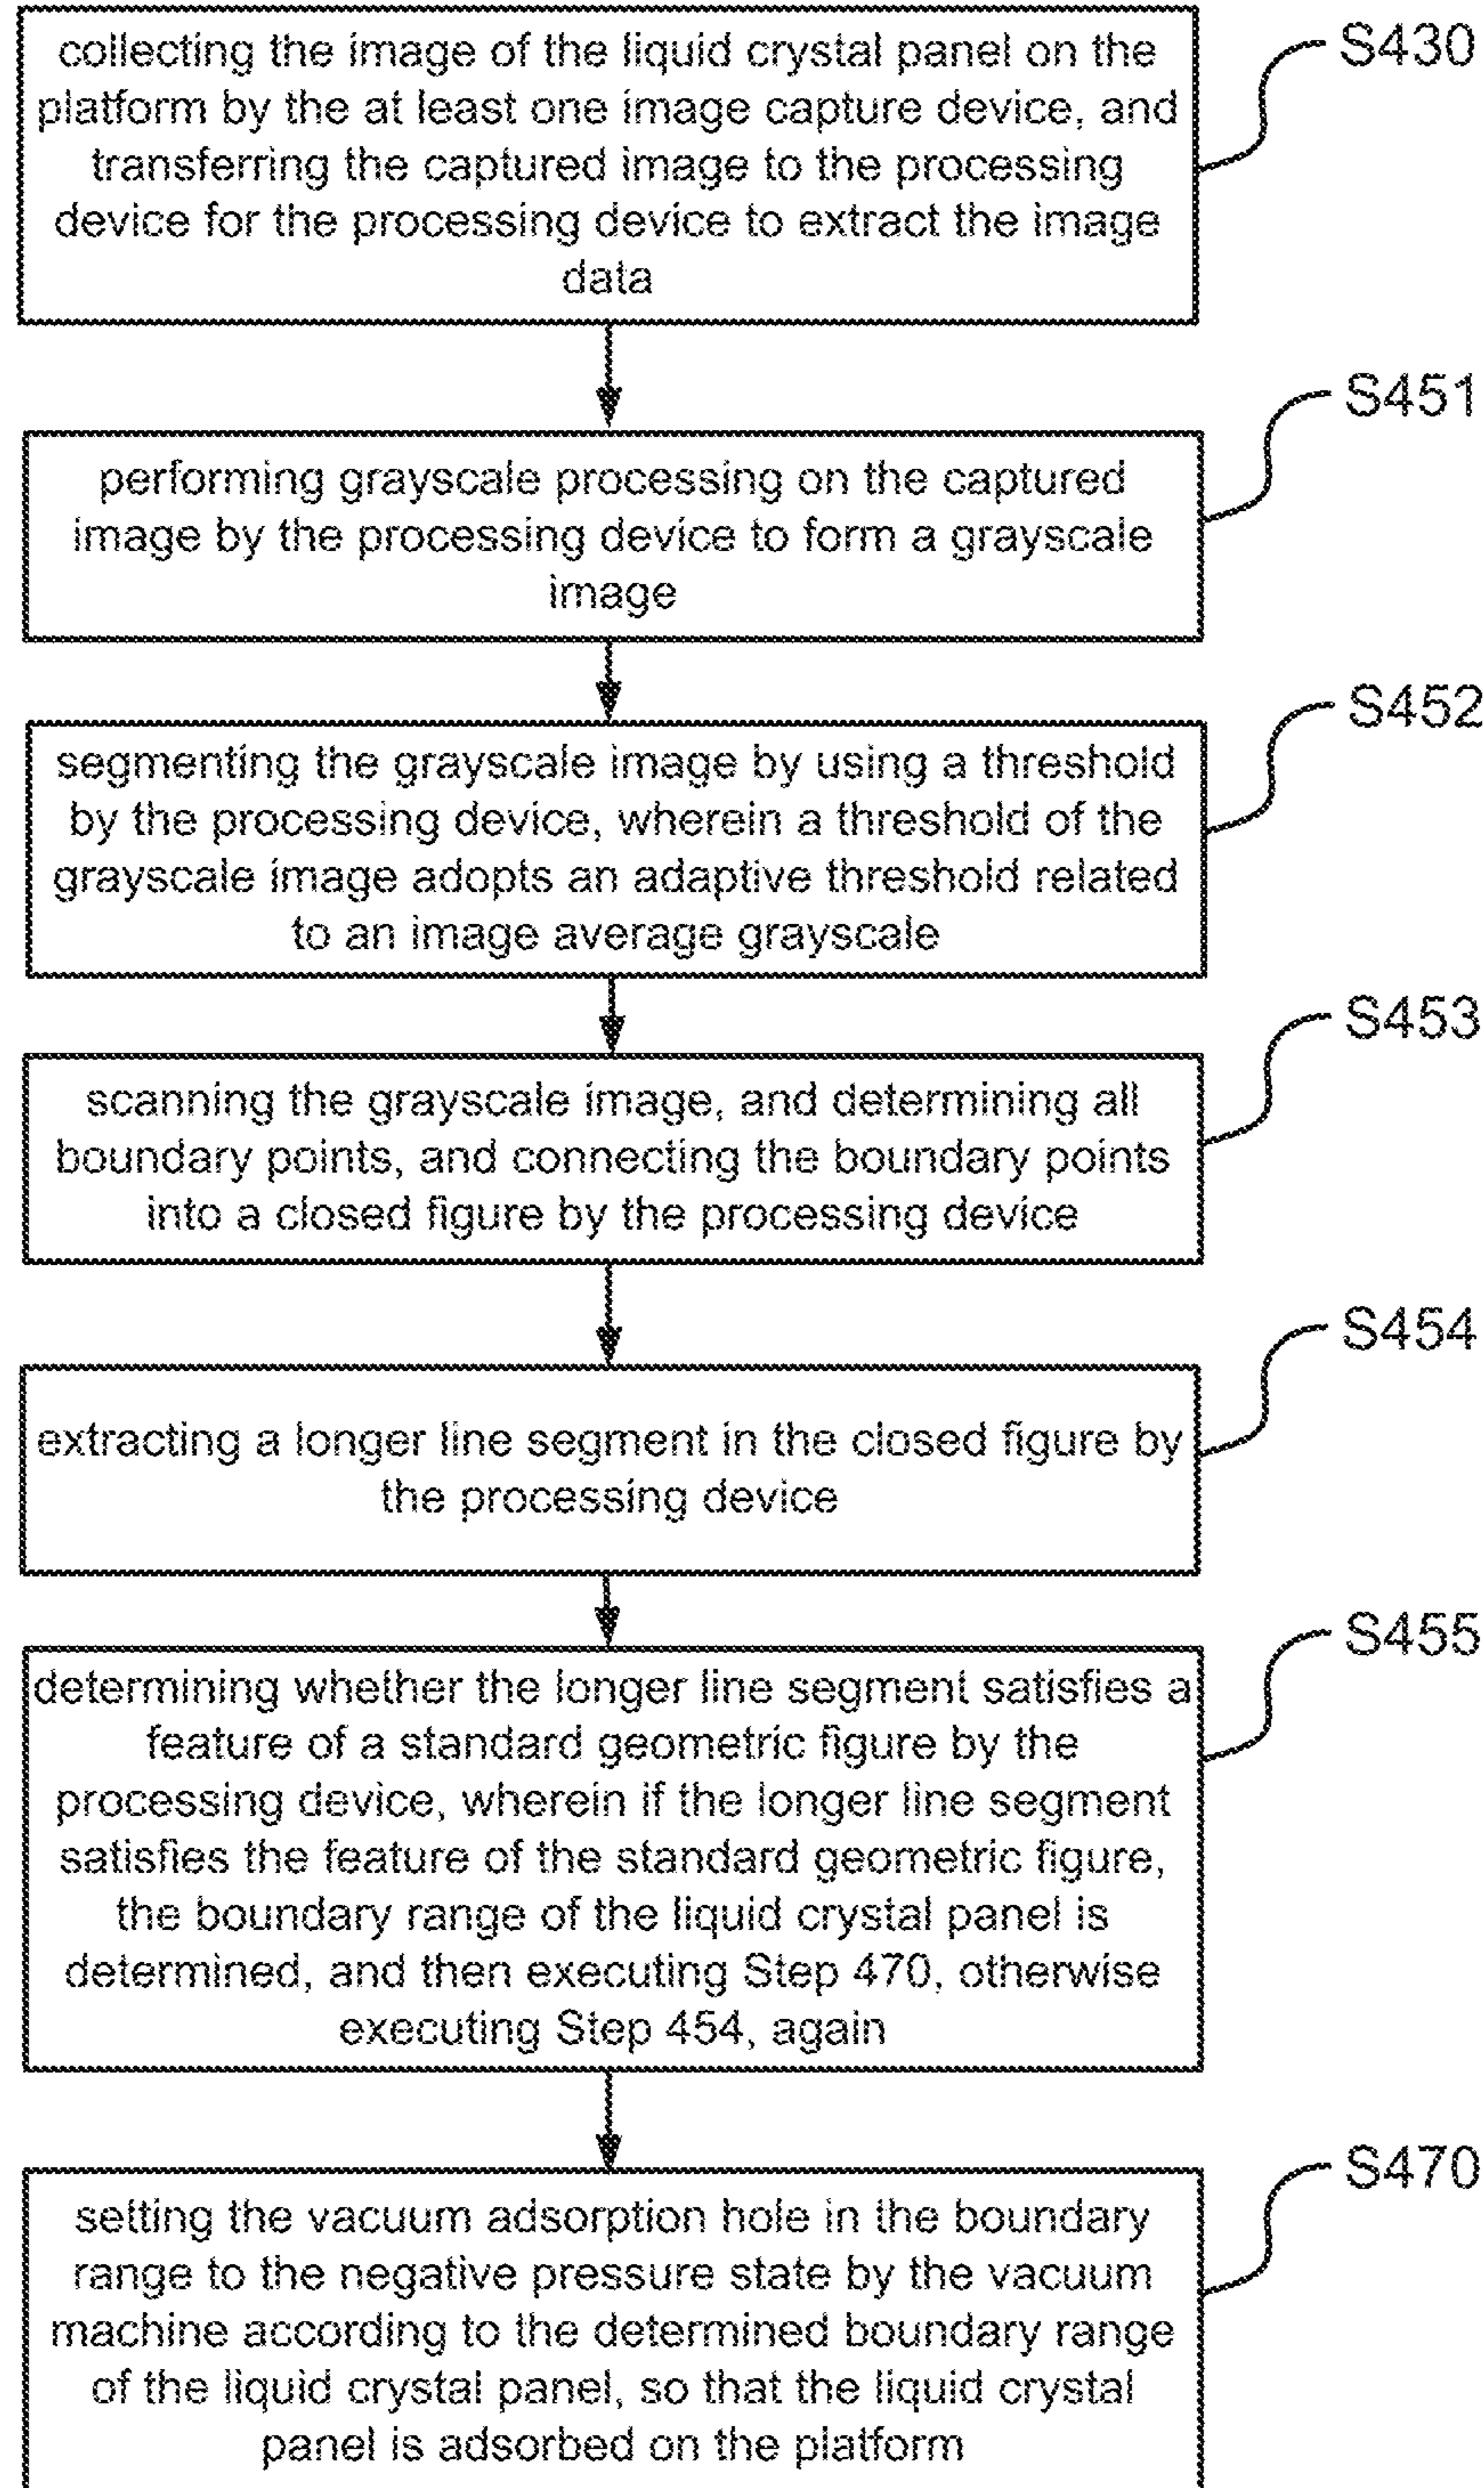 collecting the image of the liquid crystal panel on the
platform by the at least one image capture device, and
transferring the captured image to the processing
device for the processing device to extract the image
data
S430
performing grayscale processing on the captured
image by the processing device to form a grayscale
image
S451
segmenting the grayscale image by using a threshold
by the processing device, wherein a threshold of the
grayscale image adopts an adaptive threshold related
to an image average grayscale
S452
scanning the grayscale image, and determining all
boundary points, and connecting the boundary points
into a closed figure by the processing device
S453
extracting a longer line segment in the closed figure by
the processing device
S454
determining whether the longer line segment satisfies a
feature of a standard geometric figure by the
processing device, wherein if the longer line segment
satisfies the feature of the standard geometric figure,
the boundary range of the liquid crystal panel is
determined, and then executing Step 470, otherwise
executing Step 454, again
S455
setting the vacuum adsorption hole in the boundary
range to the negative pressure state by the vacuum
machine according to the determined boundary range
of the liquid crystal panel, so that the liquid crystal
panel is adsorbed on the platform
S470